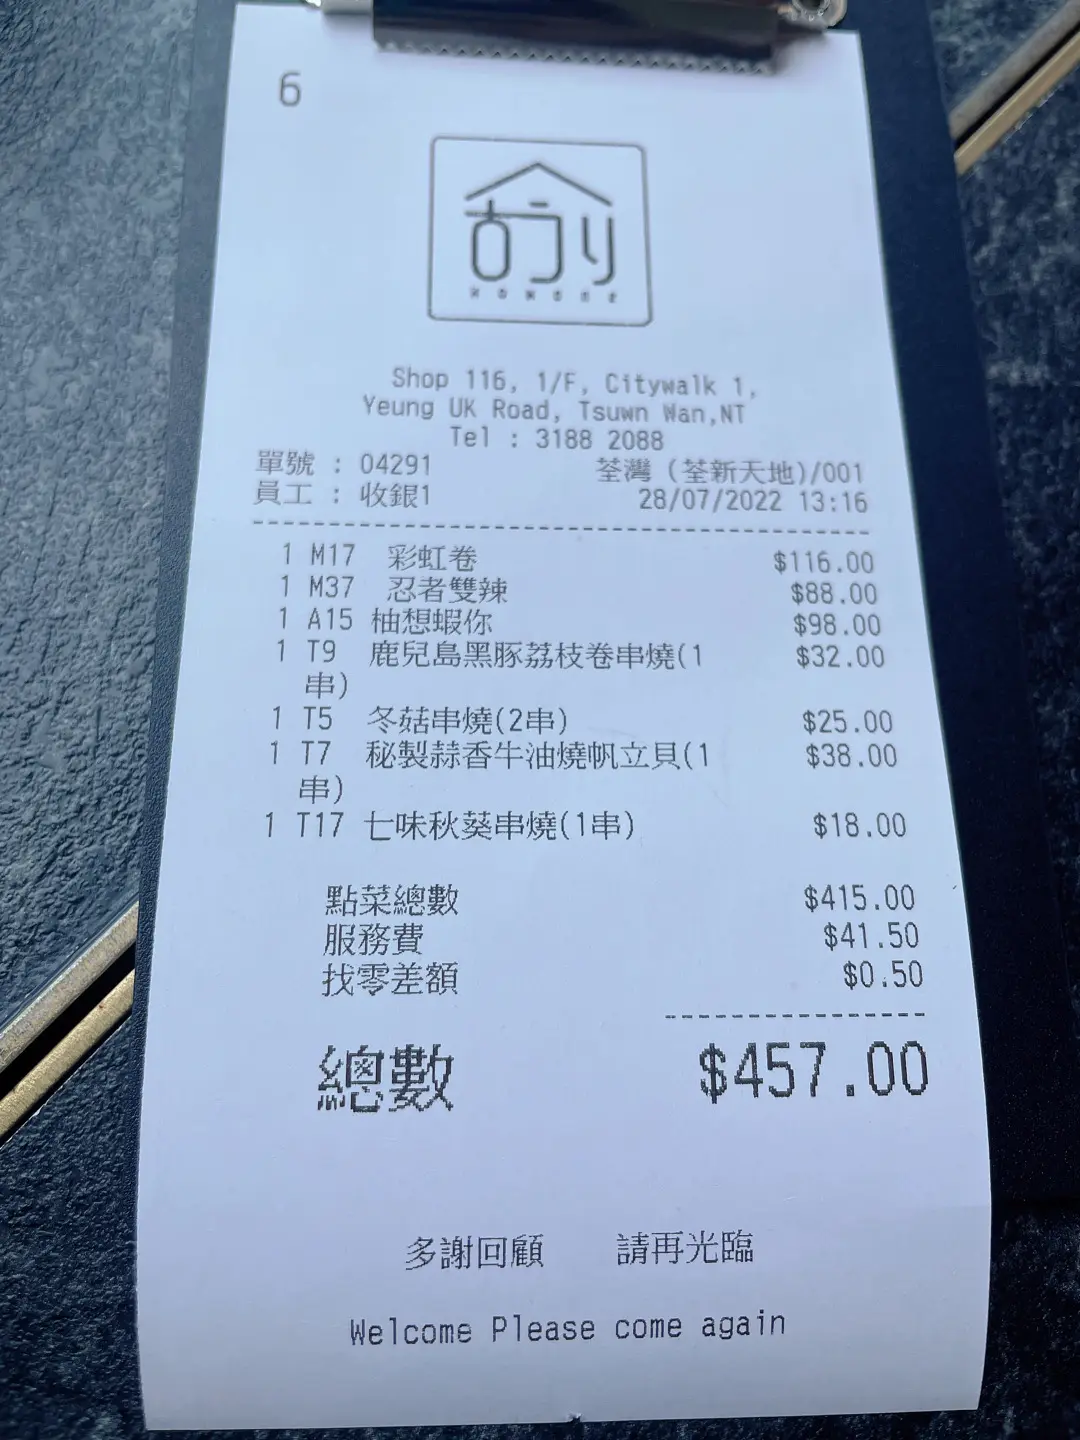 6
Shop 116, 1/F, Citywalk 1,
Yeung UK Road, Tsuwn Wan,NT
Tel : 3188 2088
單號 : 04291 荃灣 (荃新天地)/001
員工 : 收銀1 28/07/2022 13:16
1 M17 彩虹卷 $116.00
1 M37 忍者雙辣 $88.00
1 A15 柚想蝦你 $98.00
1 T9 鹿兒島黑豚荔枝卷串燒(1 $32.00
串)
1 T5 冬菇串燒(2串) $25.00
1 T7 秘製蒜香牛油燒帆立貝(1 $38.00
串)
1 T17 七味秋葵串燒(1串) $18.00
點菜總數 $415.00
服務費 $41.50
找零差額 $0.50
總數 $457.00
多謝回顧 請再光臨
Welcome Please come again